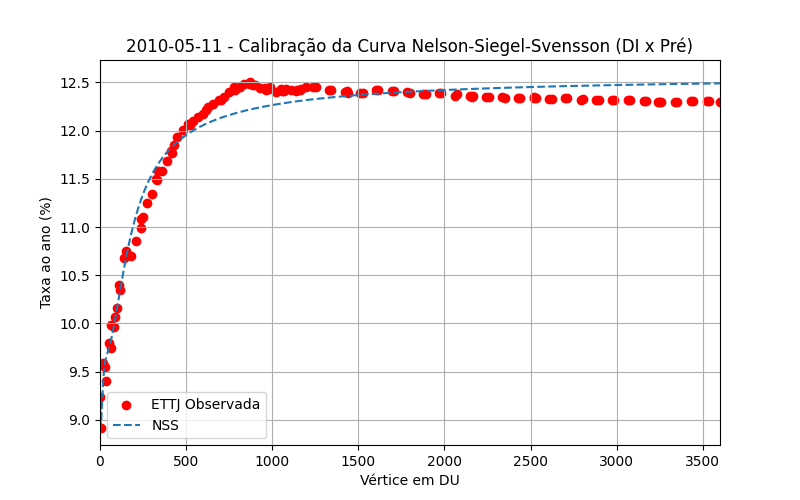 2010-05-11 - Calibração da Curva Nelson-Siegel-Svensson (DI x Pré)
12.5
12.0
11.5
11.0
10.5
10.0
9.5
9.0
Taxa ao ano (%)
ETTJ Observada
NSS
0 500 1000 1500 2000 2500 3000 3500
Vértice em DU